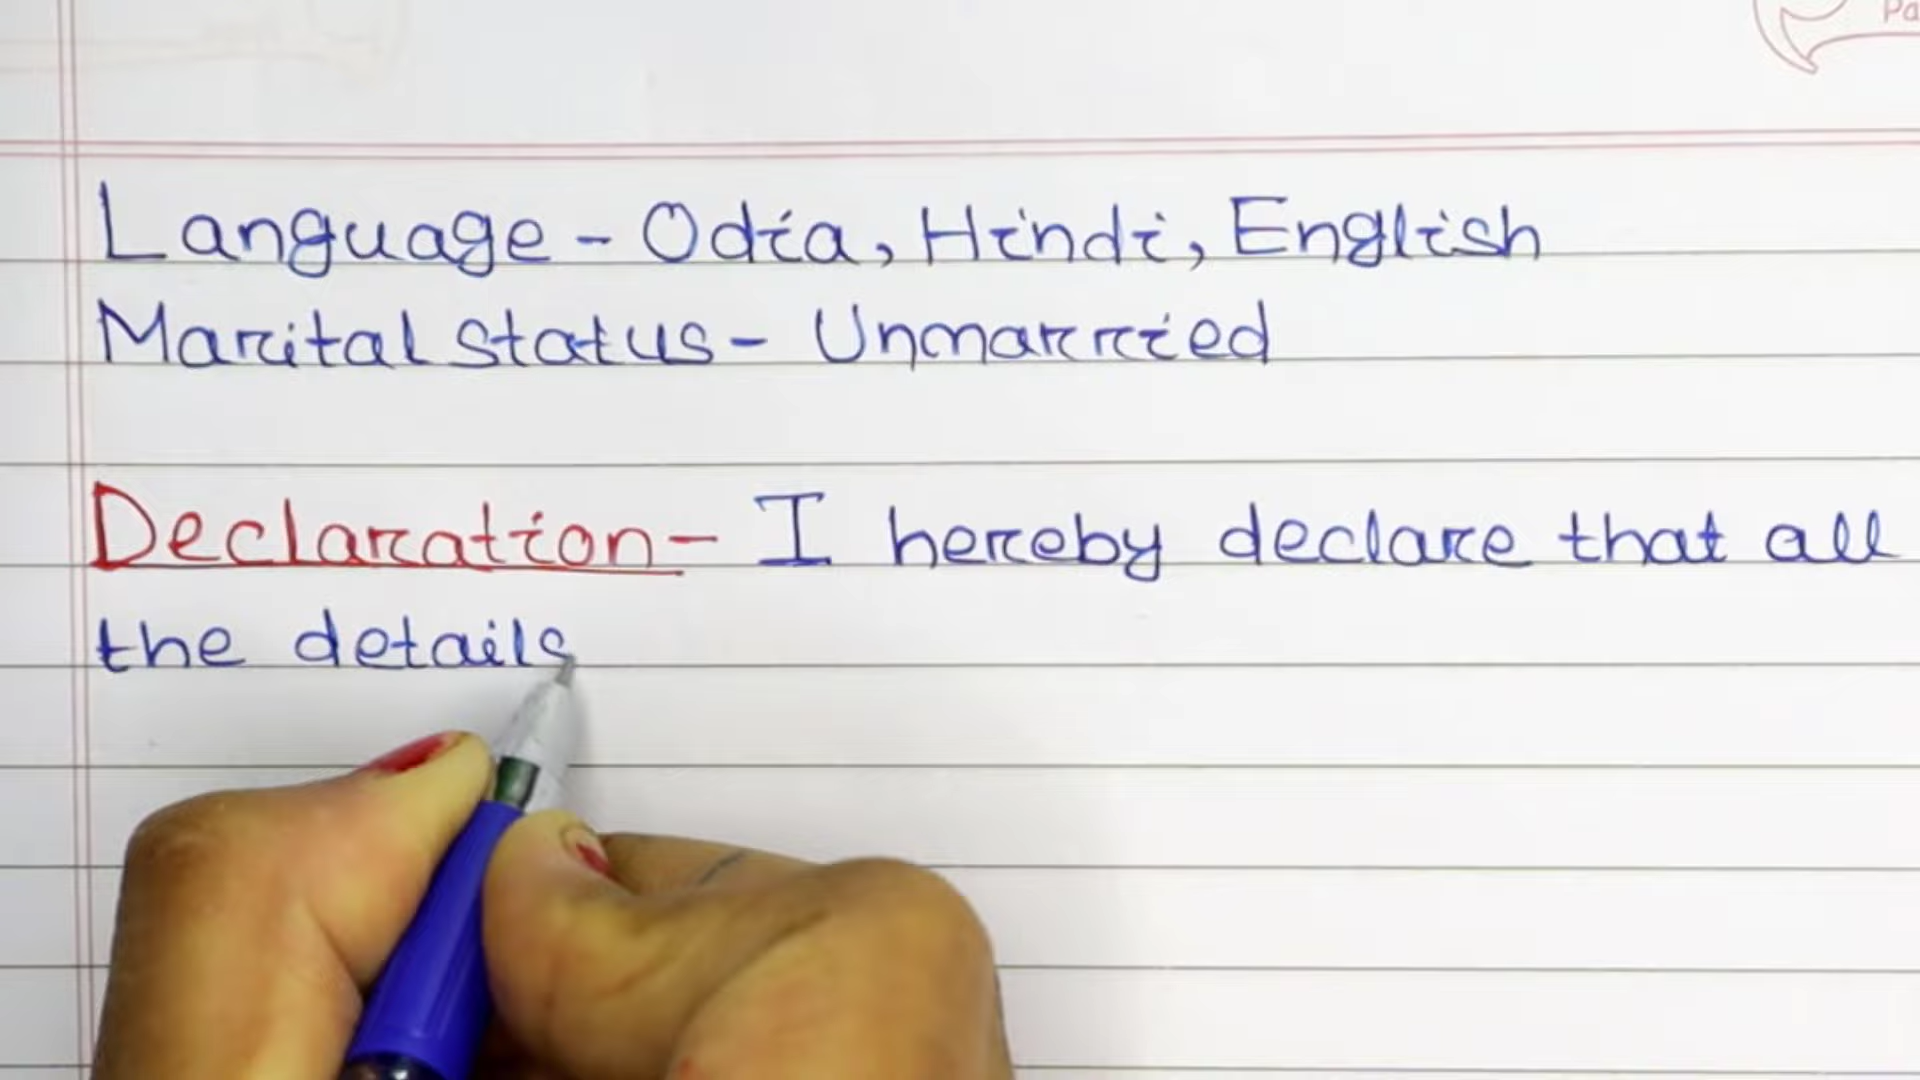 Language - Odia, Hindi, English
Marital Status - Unmarried
Declaration - I hereby declare that all
the details